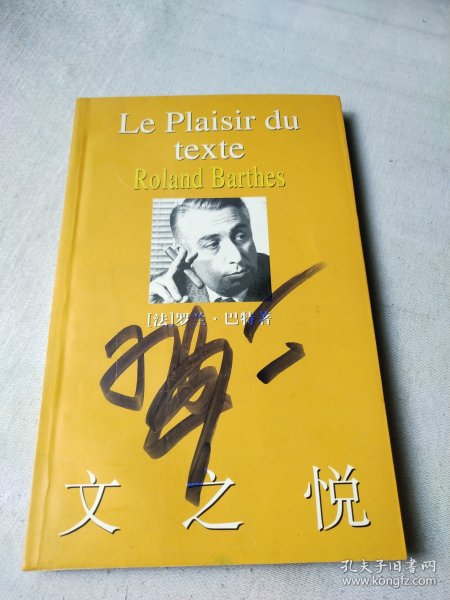 Le Plaisir du
texte
Roland Barthes
[法]罗兰·巴特著
文之悦
孔夫子旧书网
www.kongfz.com